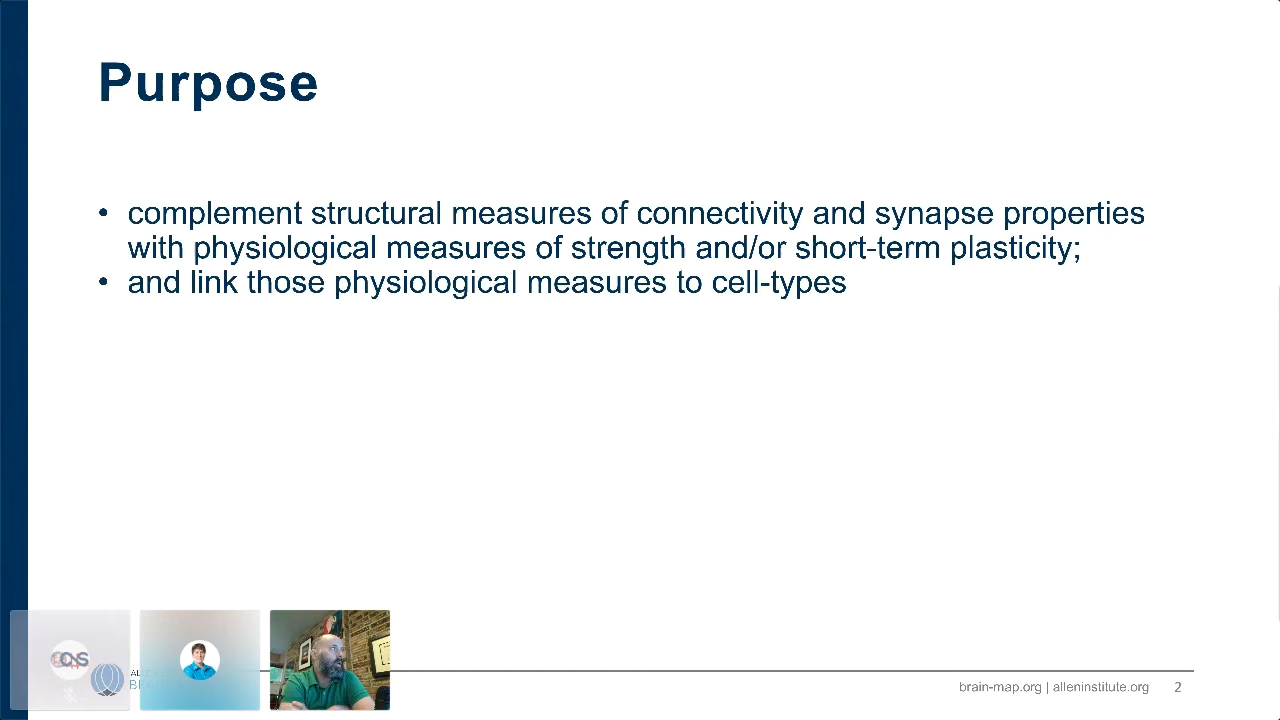 Purpose
• complement structural measures of connectivity and synapse properties
with physiological measures of strength and/or short-term plasticity;
• and link those physiological measures to cell-types
brain-map.org | alleninstitute.org 2